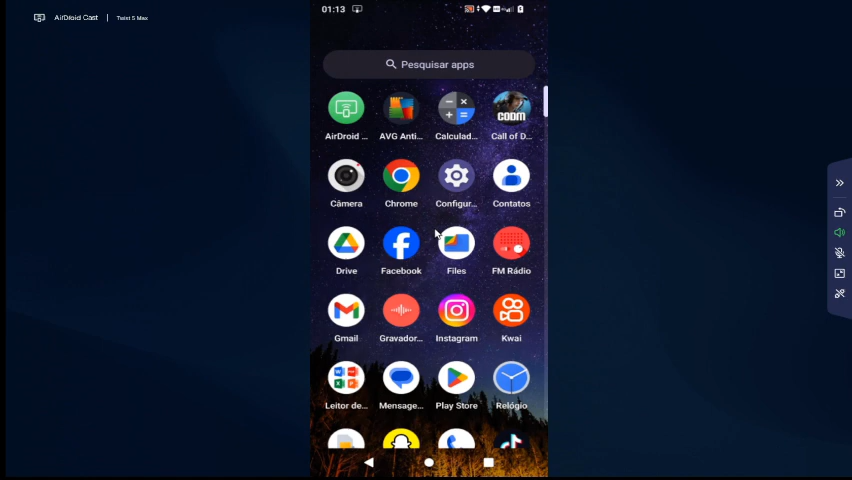 AirDroid Cast | Twist 5 Max
01:13
Pesquisar apps
AirDroid ... AVG Anti... Calculad... Call of D...
Câmera Chrome Configur... Contatos
Drive Facebook Files FM Rádio
Gmail Gravador... Instagram Kwai
Leitor de... Mensage... Play Store Relógio
CODM